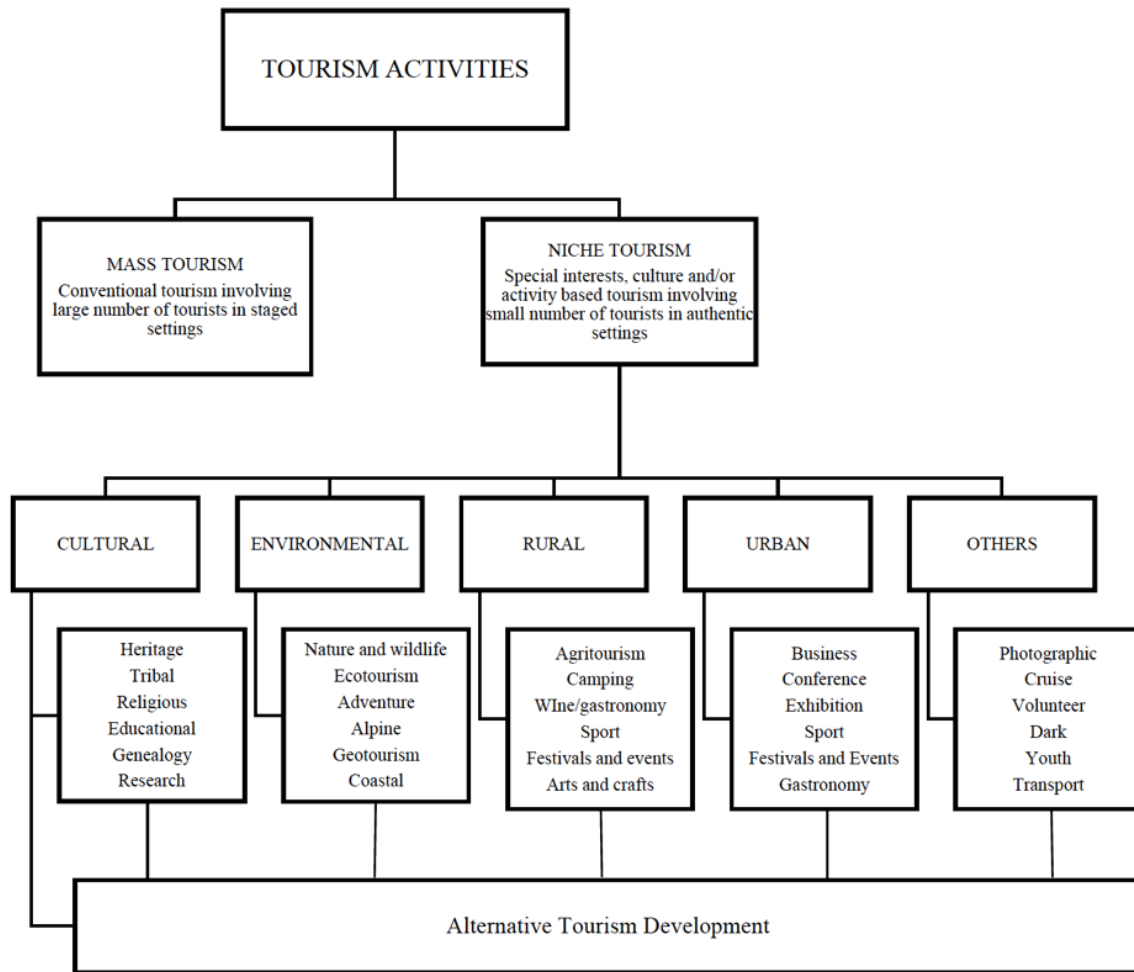 TOURISM ACTIVITIES
MASS TOURISM
Conventional tourism involving
large number of tourists in staged
settings
NICHE TOURISM
Special interests, culture and/or
activity based tourism involving
small number of tourists in authentic
settings
CULTURAL
ENVIRONMENTAL
RURAL
URBAN
OTHERS
Heritage
Tribal
Religious
Educational
Genealogy
Research
Nature and wildlife
Ecotourism
Adventure
Alpine
Geotourism
Coastal
Agritourism
Camping
WIne/gastronomy
Sport
Festivals and events
Arts and crafts
Business
Conference
Exhibition
Sport
Festivals and Events
Gastronomy
Photographic
Cruise
Volunteer
Dark
Youth
Transport
Alternative Tourism Development